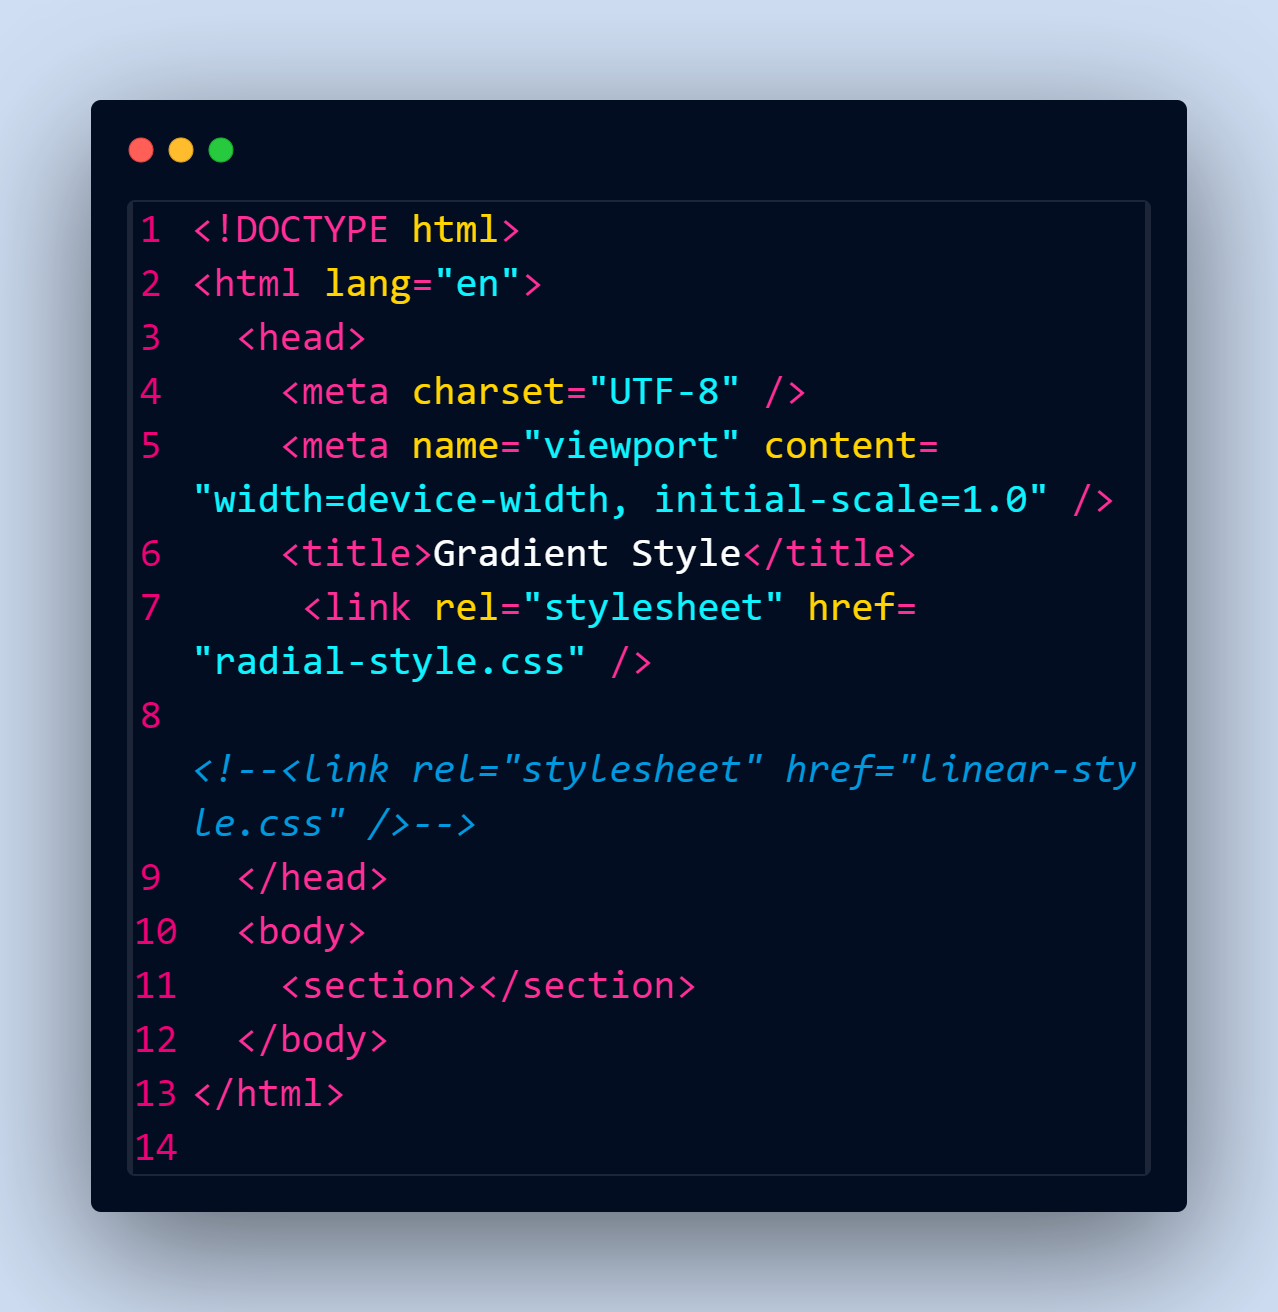 1 <!DOCTYPE html>
2 <html lang="en">
3   <head>
4     <meta charset="UTF-8" />
5     <meta name="viewport" content=
"width=device-width, initial-scale=1.0" />
6     <title>Gradient Style</title>
7      <link rel="stylesheet" href=
"radial-style.css" />
8
<!--<link rel="stylesheet" href="linear-sty
le.css" />-->
9   </head>
10   <body>
11     <section></section>
12   </body>
13 </html>
14